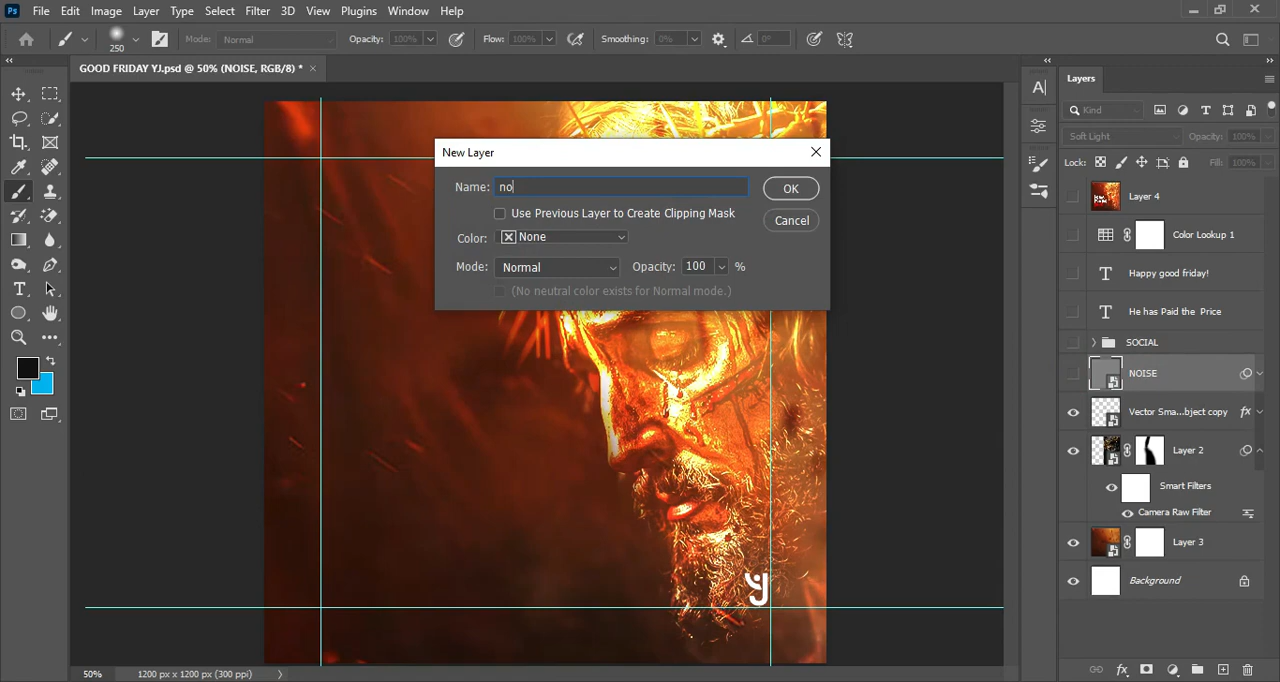 Ps File Edit Image Layer Type Select Filter 3D View Plugins Window Help
250 Mode: Normal Opacity: 100% Flow: 100% Smoothing: 0% 0°
GOOD FRIDAY YJ.psd @ 50% (NOISE, RGB/8) * ×
Layers
Kind
Soft Light Opacity: 100%
Lock: Fill: 100%
New Layer
Name: no OK
Use Previous Layer to Create Clipping Mask Cancel
Color: None
Mode: Normal Opacity: 100 %
(No neutral color exists for Normal mode.)
Layer 4
Color Lookup 1
T Happy good friday!
T He has Paid the Price
SOCIAL
NOISE
Vector Sma...bject copy fx
Layer 2
Smart Filters
Camera Raw Filter
Layer 3
Background
50% 1200 px x 1200 px (300 ppi)